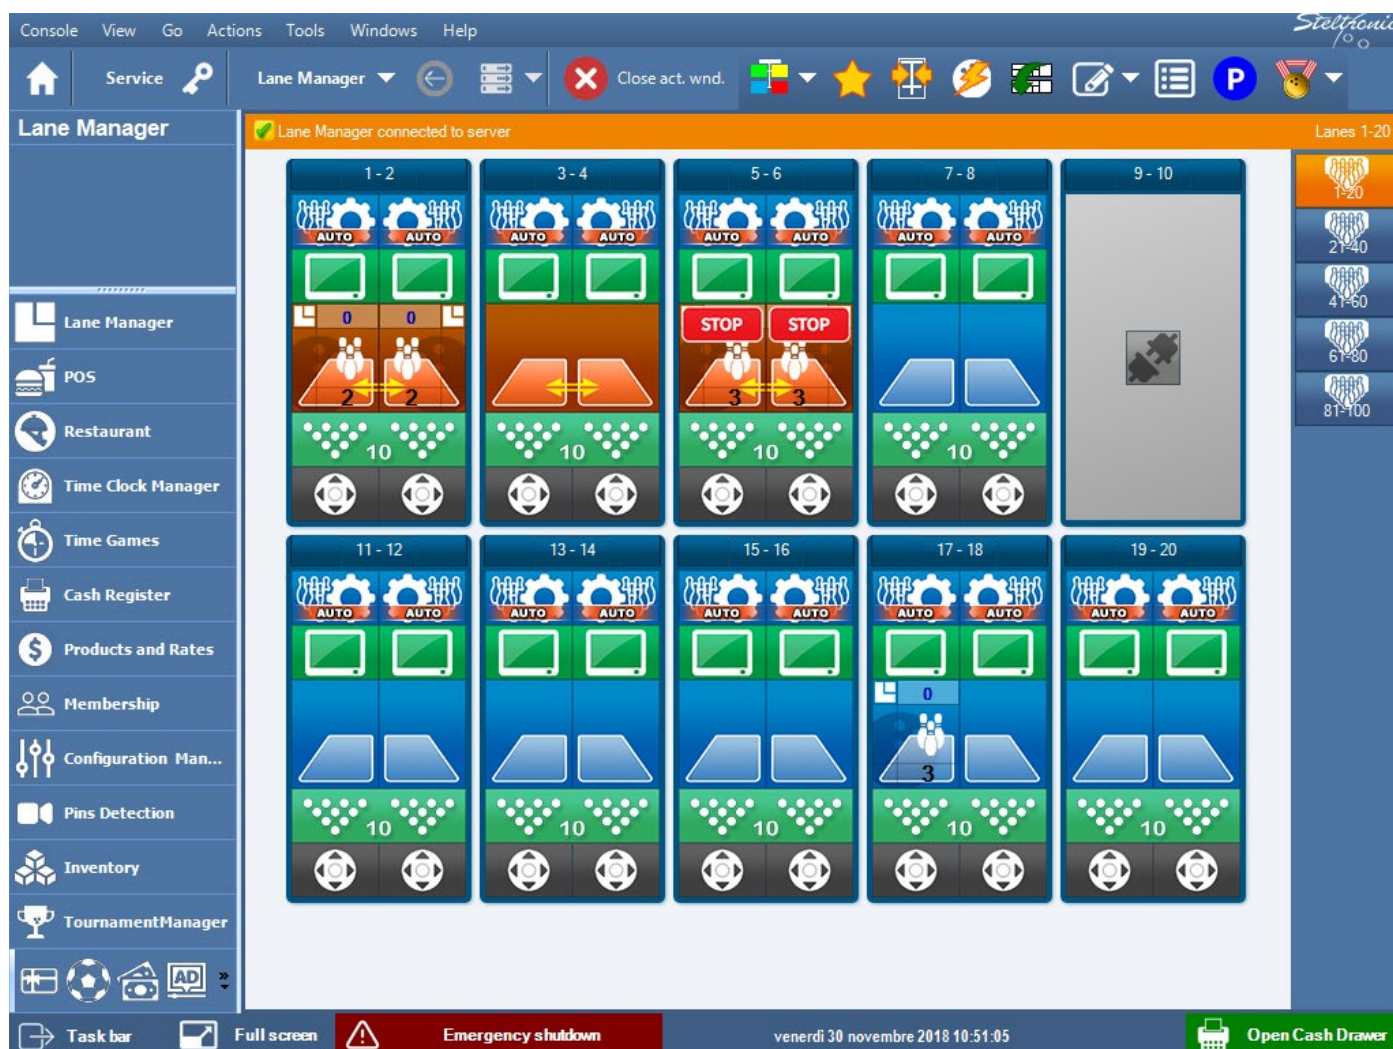 Console View Go Actions Tools Windows Help
Steltronic
Service Lane Manager Close act. wnd. P
Lane Manager
Lane Manager connected to server Lanes 1-20
1 - 2 3 - 4 5 - 6 7 - 8 9 - 10
AUTO AUTO AUTO AUTO AUTO AUTO AUTO AUTO
0 0 STOP STOP
2 2 3 3
10 10 10 10
11 - 12 13 - 14 15 - 16 17 - 18 19 - 20
AUTO AUTO AUTO AUTO AUTO AUTO AUTO AUTO AUTO AUTO
0
3
10 10 10 10 10
1-20
21-40
41-60
61-80
81-100
Lane Manager
POS
Restaurant
Time Clock Manager
Time Games
Cash Register
Products and Rates
Membership
Configuration Man...
Pins Detection
Inventory
TournamentManager
AD »
Task bar Full screen Emergency shutdown venerdì 30 novembre 2018 10:51:05 Open Cash Drawer